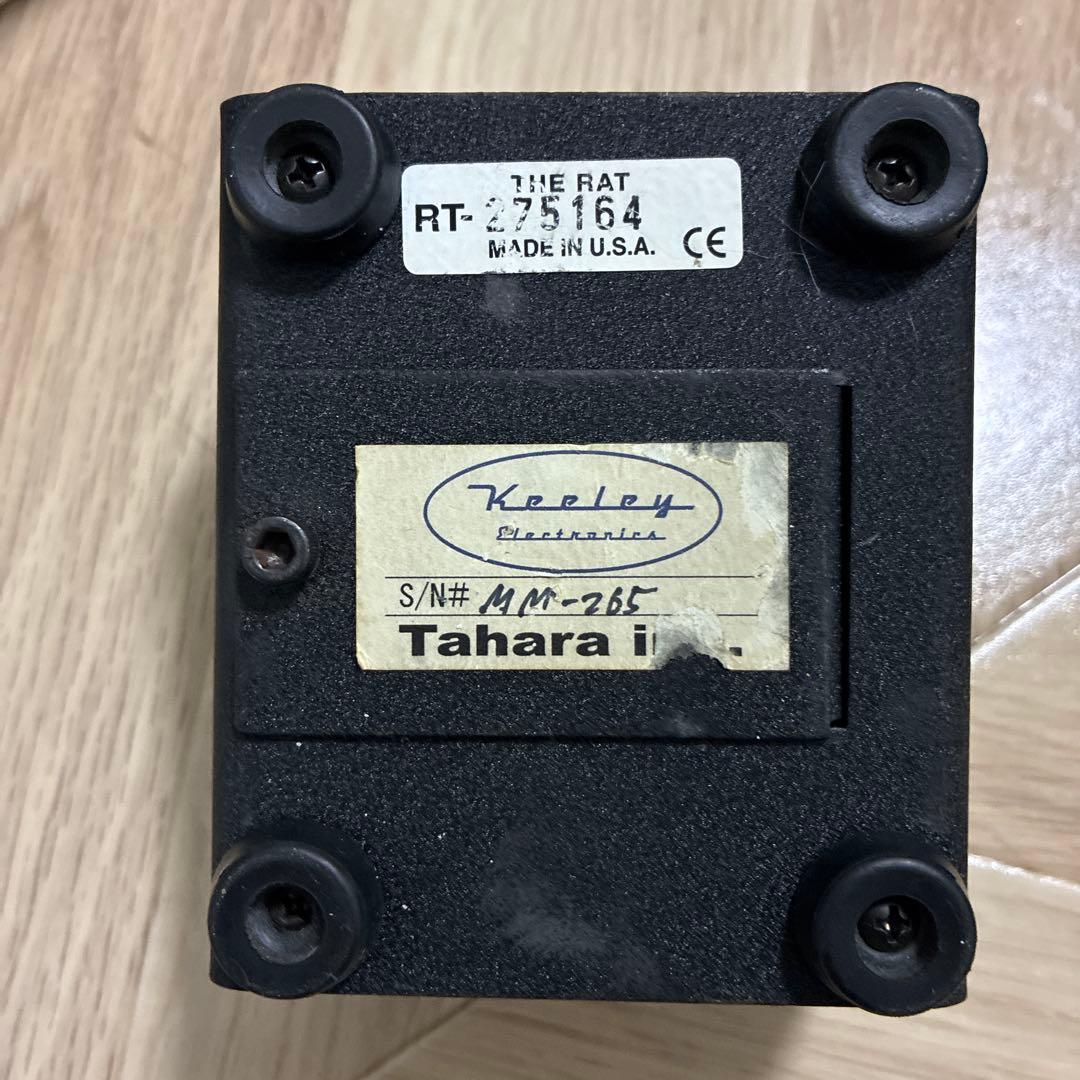 THE RAT
RT-275164
MADE IN U.S.A. CE
Keeley
Electronics
S/N# MM-265
Tahara